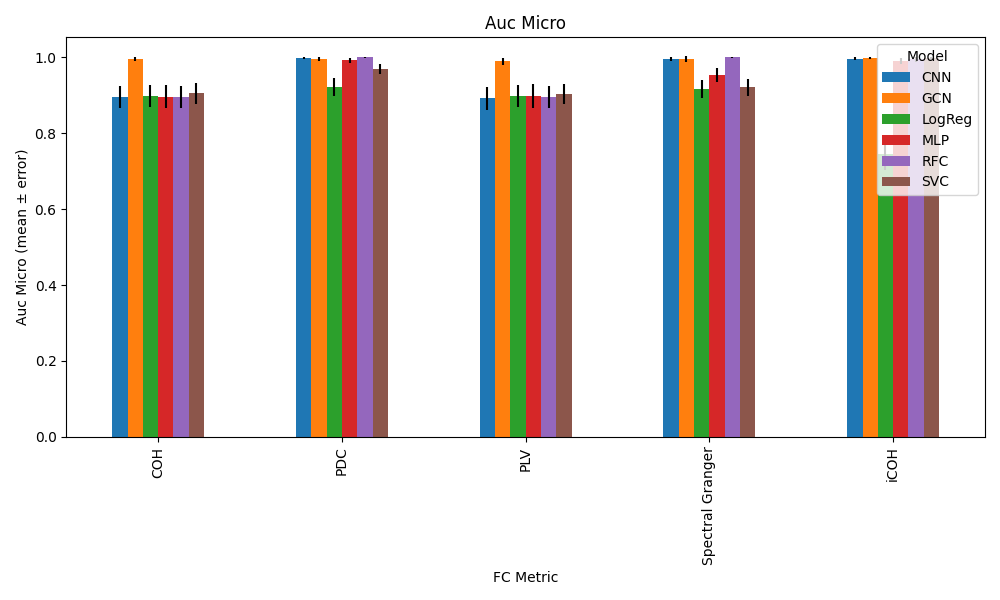 Auc Micro
Auc Micro (mean ± error)
1.0
0.8
0.6
0.4
0.2
0.0
Model
CNN
GCN
LogReg
MLP
RFC
SVC
COH
PDC
PLV
Spectral Granger
iCOH
FC Metric